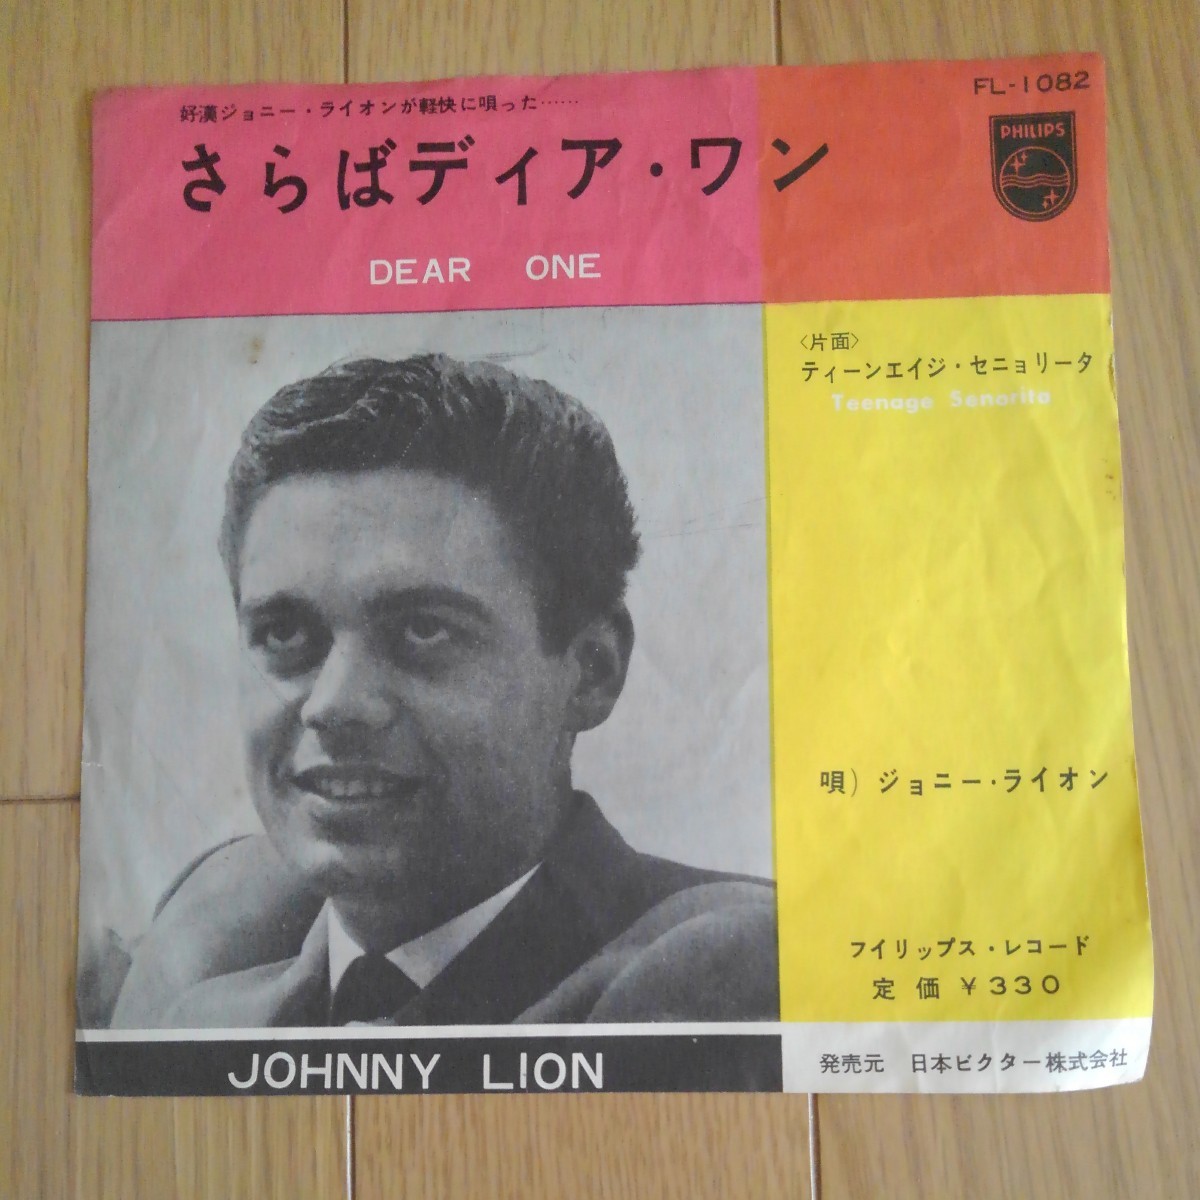 FL-1082
PHILIPS
好漢ジョニー・ライオンが軽快に唄った……
さらばディア・ワン
DEAR ONE
〈片面〉
ティーンエイジ・セニョリータ
Teenage Senorita
唄）ジョニー・ライオン
フイリップス・レコード
定価 ¥330
JOHNNY LION
発売元 日本ビクター株式会社